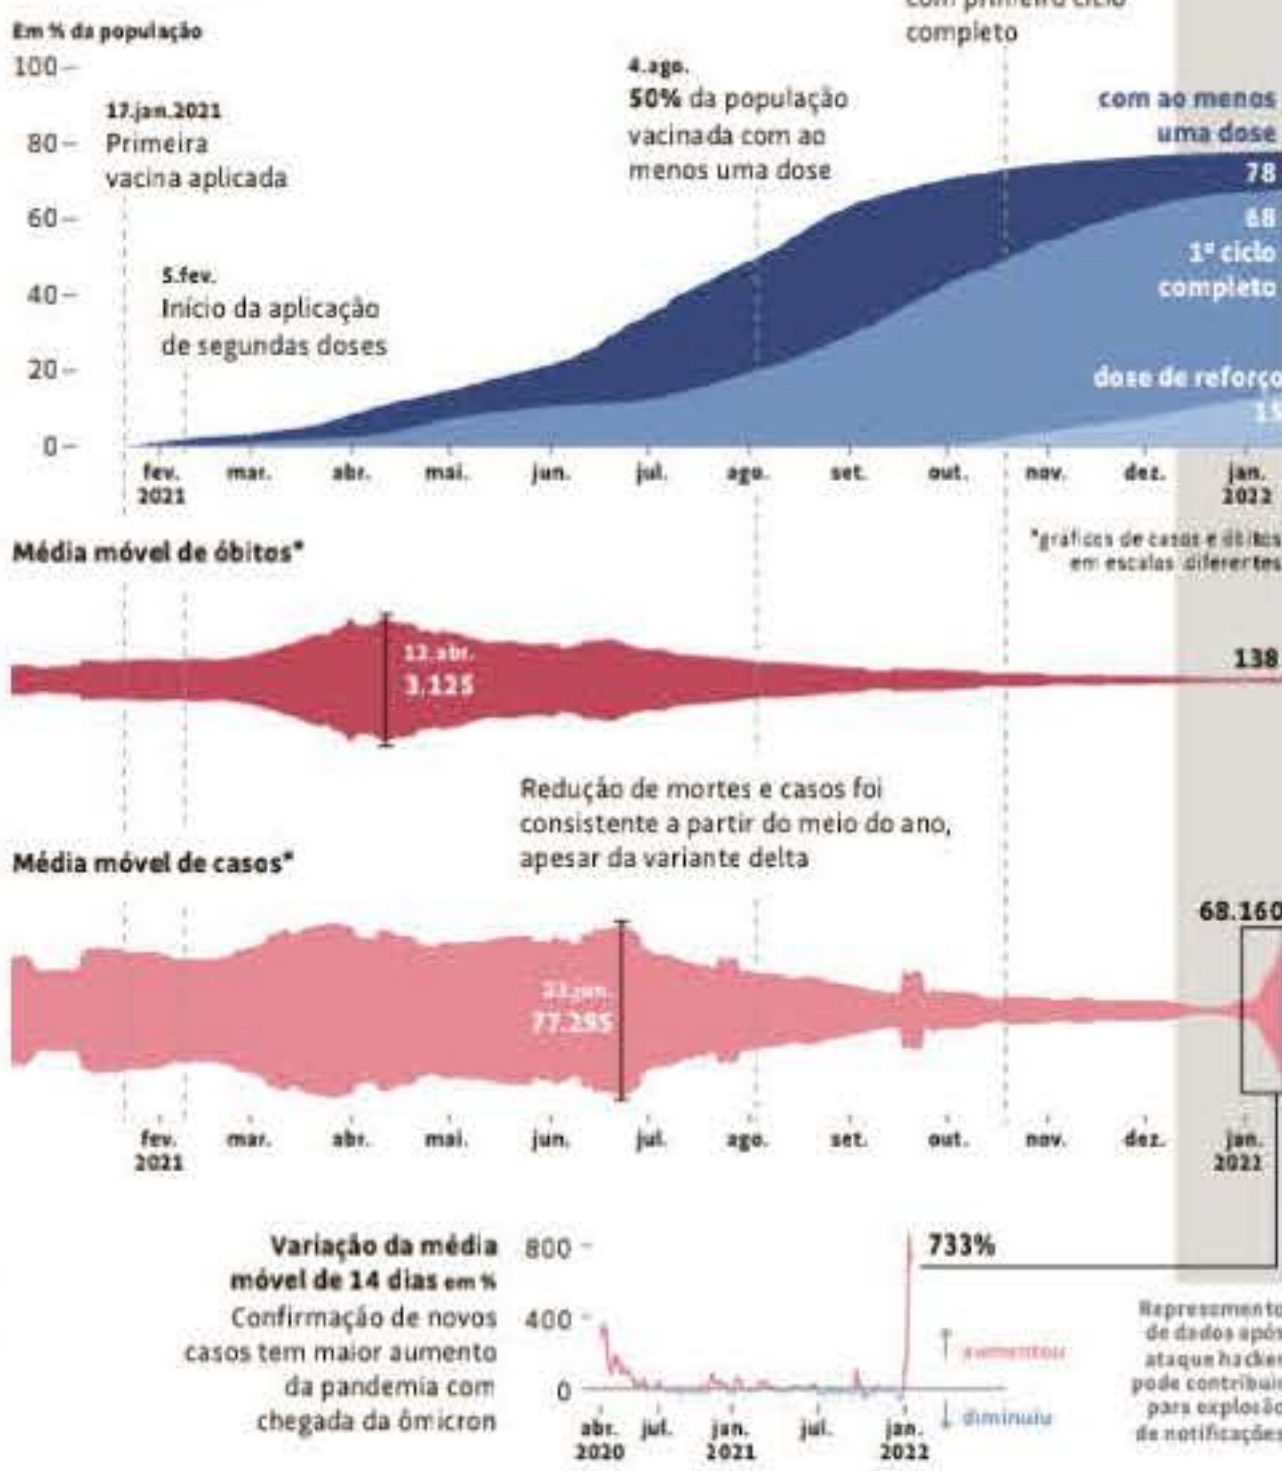 com primeiro ciclo
completo
Em % da população
100
80
60
40
20
0
17.jan.2021
Primeira
vacina aplicada
5.fev.
Início da aplicação
de segundas doses
4.ago.
50% da população
vacinada com ao
menos uma dose
com ao menos
uma dose
78
68
1º ciclo
completo
dose de reforço
fev. mar. abr. mai. jun. jul. ago. set. out. nov. dez. jan.
2021 2022
*gráficos de casos e óbitos
em escalas diferentes
Média móvel de óbitos*
12.abr.
3.125
138
Redução de mortes e casos foi
consistente a partir do meio do ano,
apesar da variante delta
Média móvel de casos*
23.jun.
77.295
68.160
fev. mar. abr. mai. jun. jul. ago. set. out. nov. dez. jan.
2021 2022
Variação da média
móvel de 14 dias em %
Confirmação de novos
casos tem maior aumento
da pandemia com
chegada da ômicron
800
400
0
733%
aumentou
diminuiu
abr. jul. jan. jul. jan.
2020 2021 2022
Represamento
de dados após
ataque hacker
pode contribuir
para explosão
de notificações